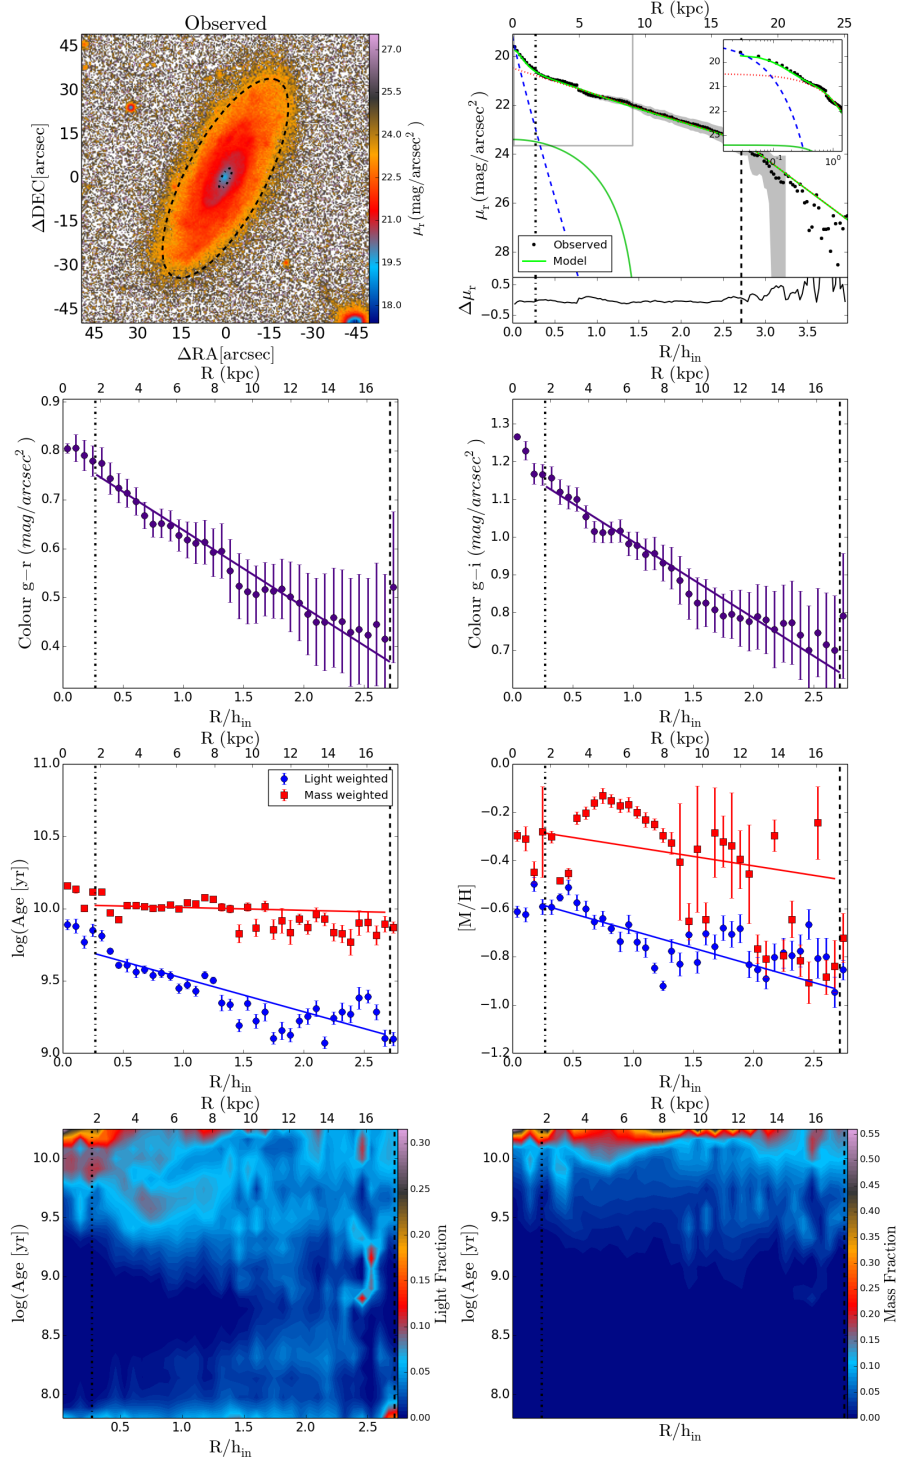 Observed
45
30
15
0
-15
-30
-45
ΔDEC[arcsec]
45 30 15 0 -15 -30 -45
ΔRA[arcsec]
27.0
25.5
24.0
22.5
21.0
19.5
18.0
μr (mag/arcsec²)
R (kpc)
0 5 10 15 20 25
20
22
24
26
28
μr (mag/arcsec²)
19
20
21
22
23
10⁻¹ 10⁰
Observed
Model
0.5
−0.5
Δμr
0.0 0.5 1.0 1.5 2.0 2.5 3.0 3.5
R/hin
R (kpc)
0 2 4 6 8 10 12 14 16
0.9
0.8
0.7
0.6
0.5
0.4
Colour g−r (mag/arcsec²)
0.0 0.5 1.0 1.5 2.0 2.5
R/hin
R (kpc)
0 2 4 6 8 10 12 14 16
1.3
1.2
1.1
1.0
0.9
0.8
0.7
0.6
Colour g−i (mag/arcsec²)
0.0 0.5 1.0 1.5 2.0 2.5
R/hin
R (kpc)
0 2 4 6 8 10 12 14 16
11.0
10.5
10.0
9.5
9.0
log(Age [yr])
Light weighted
Mass weighted
0.0 0.5 1.0 1.5 2.0 2.5
R/hin
R (kpc)
0 2 4 6 8 10 12 14 16
0.0
−0.2
−0.4
−0.6
−0.8
−1.0
−1.2
[M/H]
0.0 0.5 1.0 1.5 2.0 2.5
R/hin
R (kpc)
2 4 6 8 10 12 14 16
10.0
9.5
9.0
8.5
8.0
log(Age [yr])
0.5 1.0 1.5 2.0 2.5
R/hin
0.30
0.25
0.20
0.15
0.10
0.05
0.00
Light Fraction
R (kpc)
2 4 6 8 10 12 14 16
10.0
9.5
9.0
8.5
8.0
log(Age [yr])
R/hin
0.55
0.50
0.45
0.40
0.35
0.30
0.25
0.20
0.15
0.10
0.05
0.00
Mass Fraction